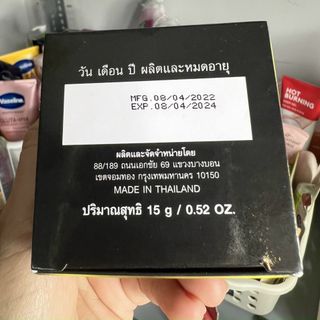 วัน เดือน ปี ผลิตและหมดอายุ
MFG.08/04/2022
EXP.08/04/2024
ผลิตและจัดจำหน่ายโดย
88/189 ถนนเอกชัย 69 แขวงบางบอน
เขตจอมทอง กรุงเทพมหานคร 10150
MADE IN THAILAND
ปริมาณสุทธิ 15 g / 0.52 OZ.
Vaseline
HOT
BURNING